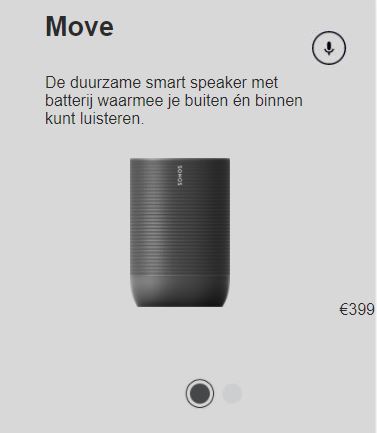 Move
De duurzame smart speaker met
batterij waarmee je buiten én binnen
kunt luisteren.
SONOS
€399